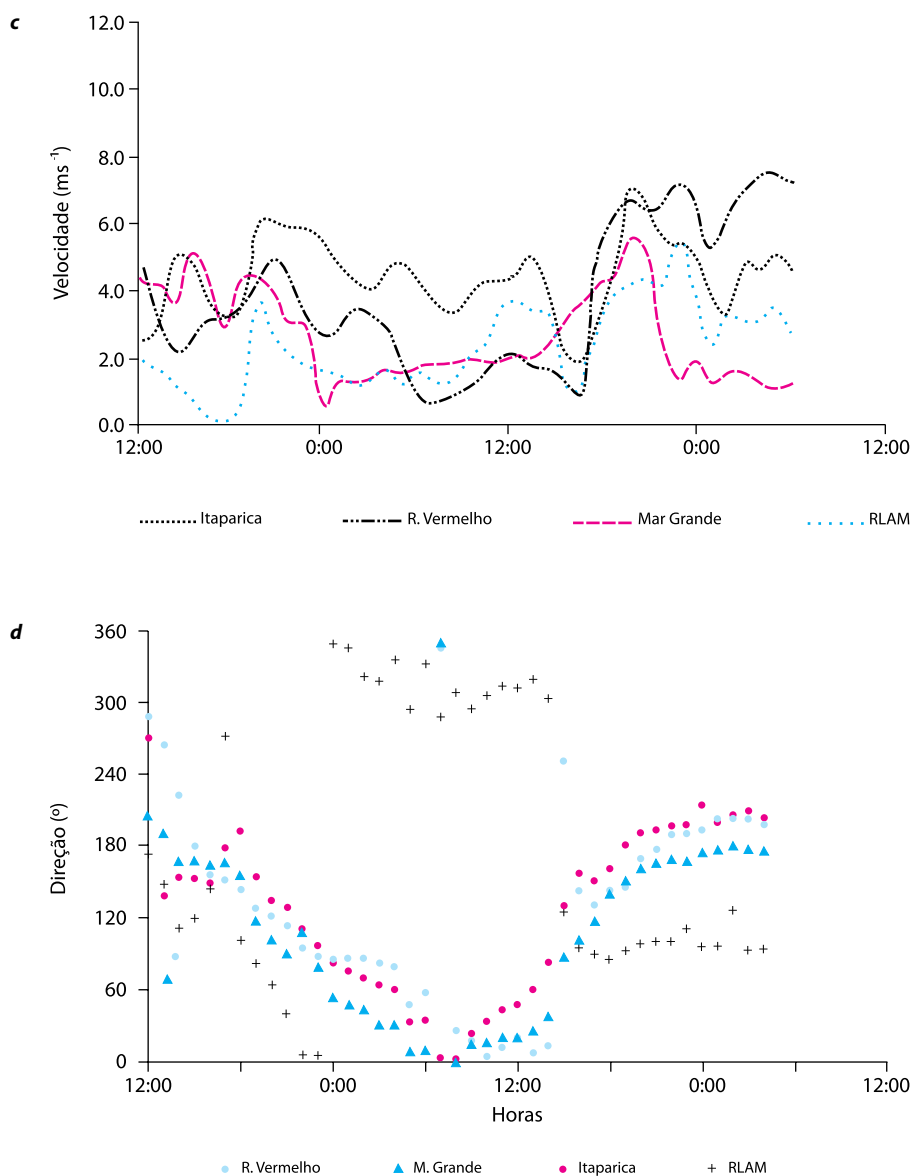 c
Velocidade (ms -1)
12.0
10.0
8.0
6.0
4.0
2.0
0.0
12:00 0:00 12:00 0:00 12:00
Itaparica R. Vermelho Mar Grande RLAM
d
Direção (º)
360
300
240
180
120
60
0
12:00 0:00 12:00 0:00 12:00
Horas
R. Vermelho M. Grande Itaparica RLAM